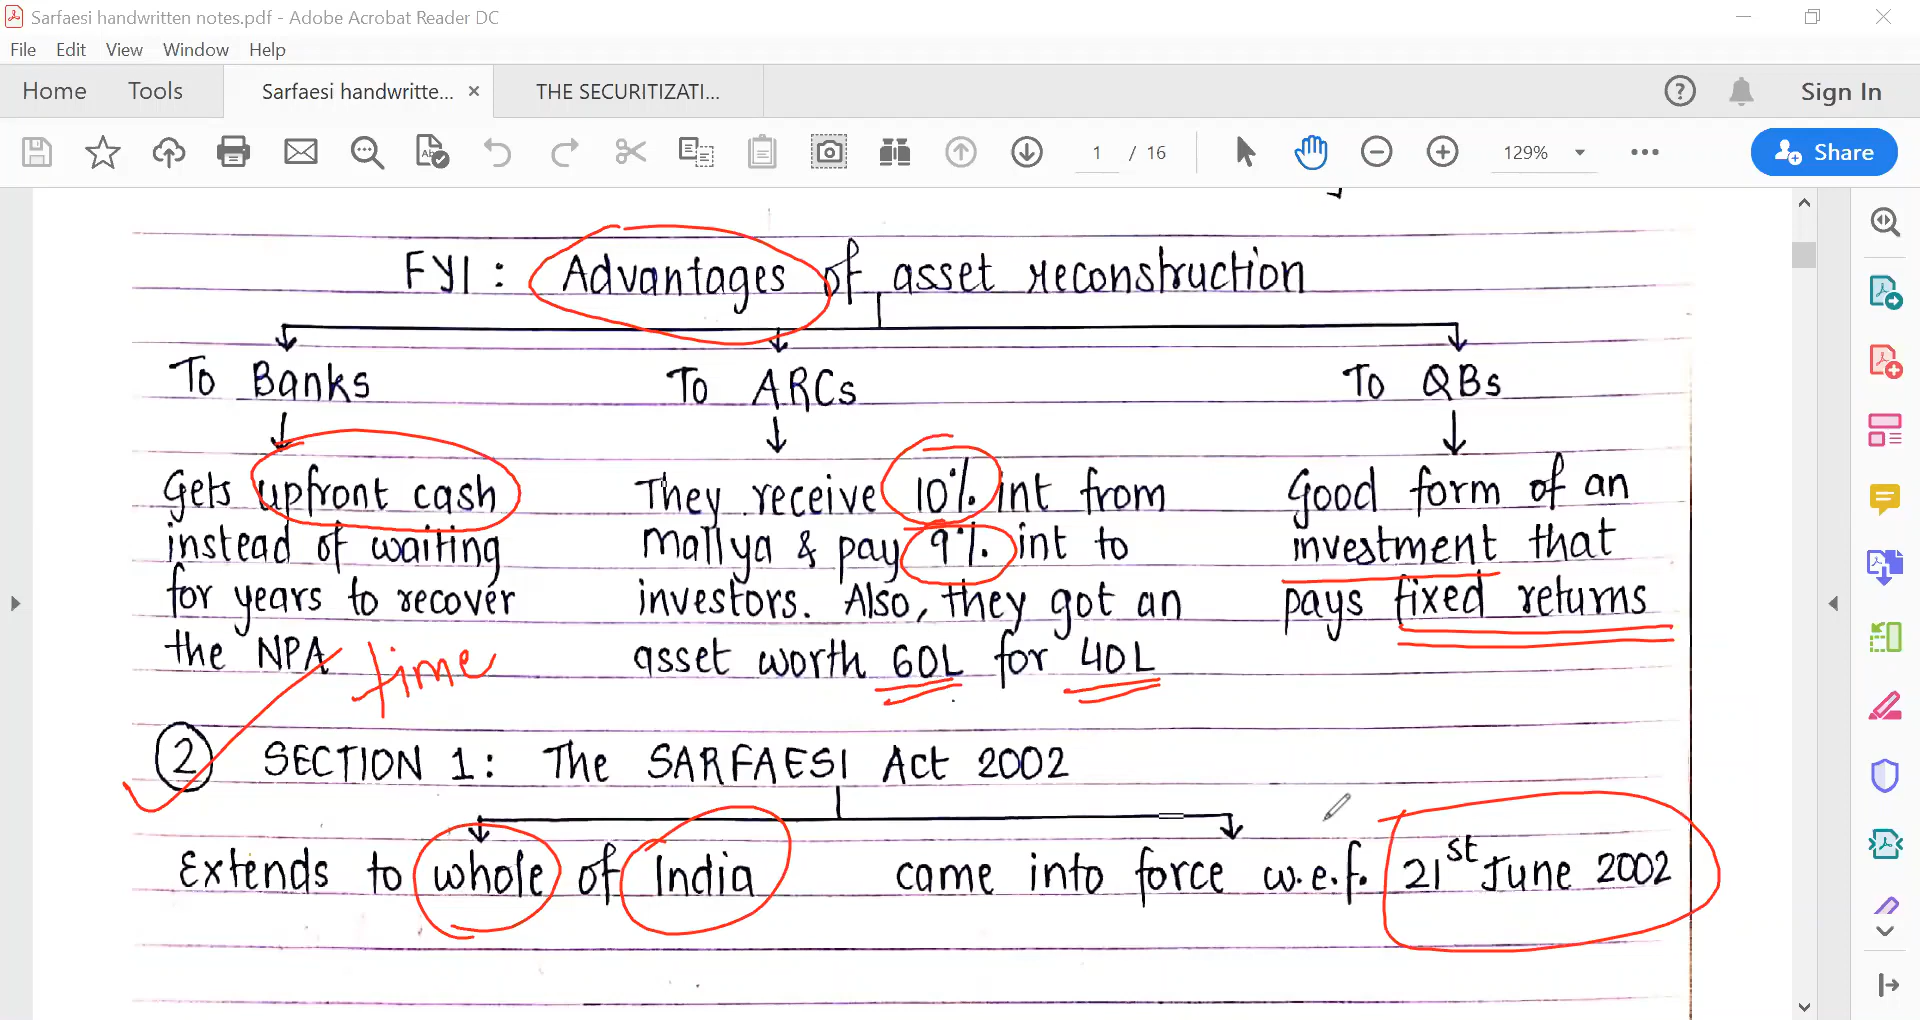 Sarfaesi handwritten notes.pdf - Adobe Acrobat Reader DC
File Edit View Window Help
Home Tools Sarfaesi handwritte... × THE SECURITIZATI... Sign In
1 / 16 129% Share
FYI : Advantages of asset reconstruction
To Banks
Gets upfront cash
instead of waiting
for years to recover
the NPA
time
To ARCs
They receive 10% int from
Mallya & pay 9% int to
investors. Also, they got an
asset worth 60L for 40L
To QBs
Good form of an
investment that
pays fixed returns
2 SECTION 1: The SARFAESI Act 2002
Extends to whole of India
came into force w.e.f. 21st June 2002